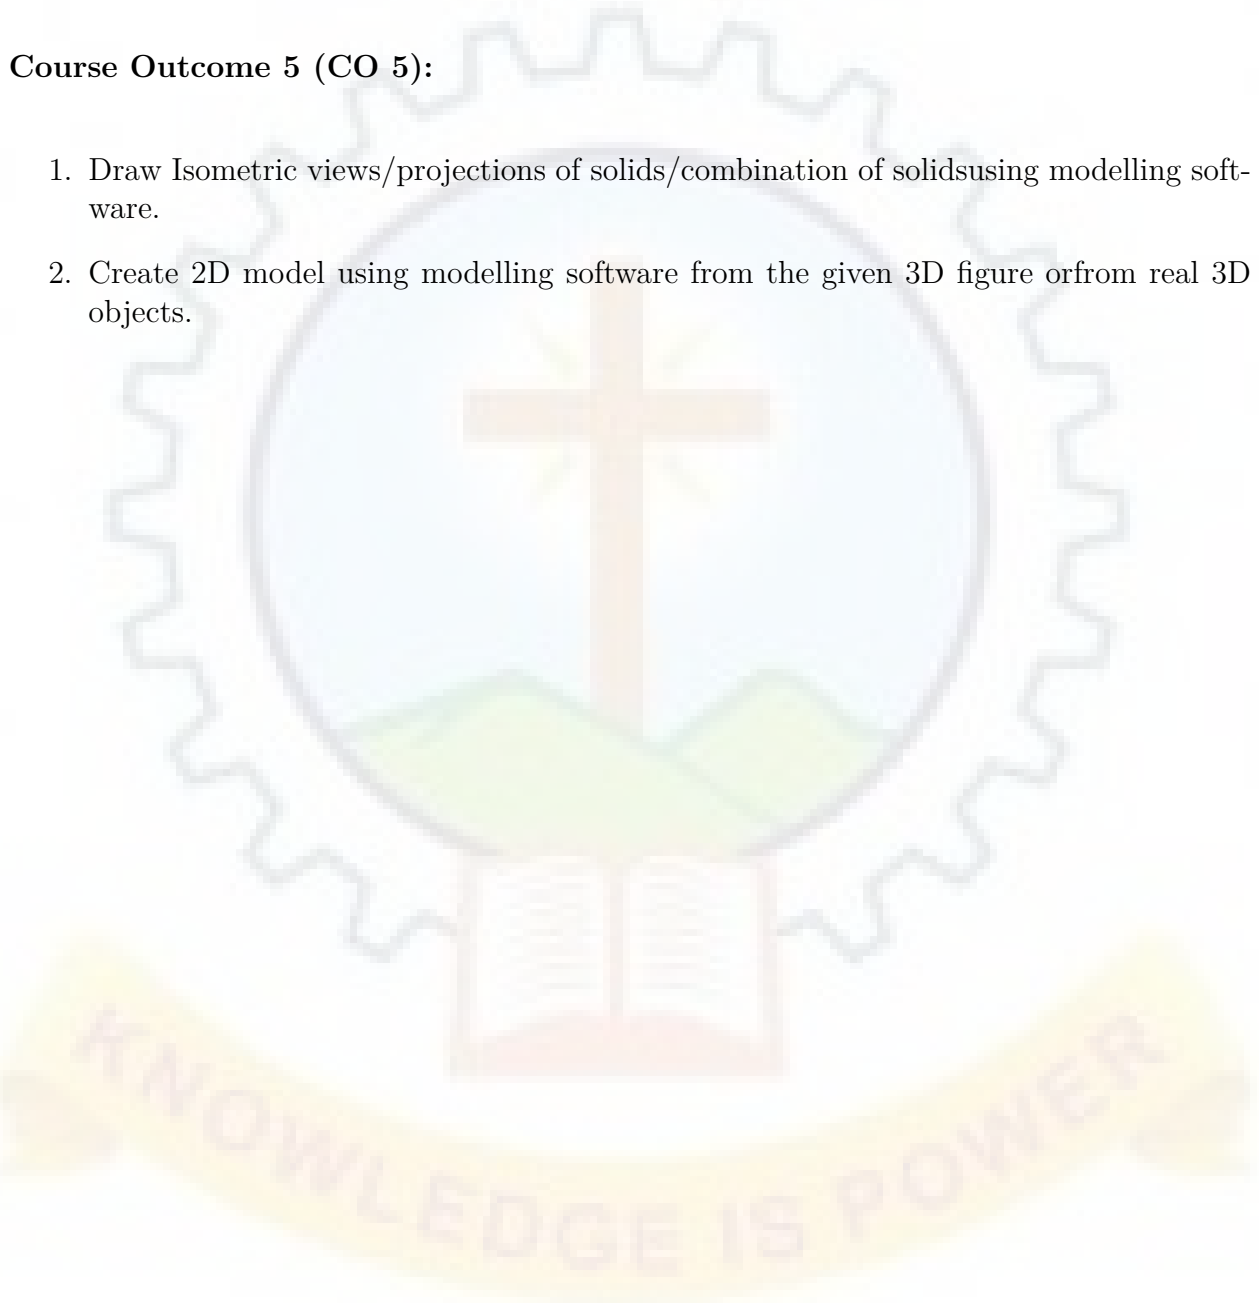 Course Outcome 5 (CO 5):
1. Draw Isometric views/projections of solids/combination of solidsusing modelling soft-
ware.
2. Create 2D model using modelling software from the given 3D figure orfrom real 3D
objects.
KNOWLEDGE IS POWER